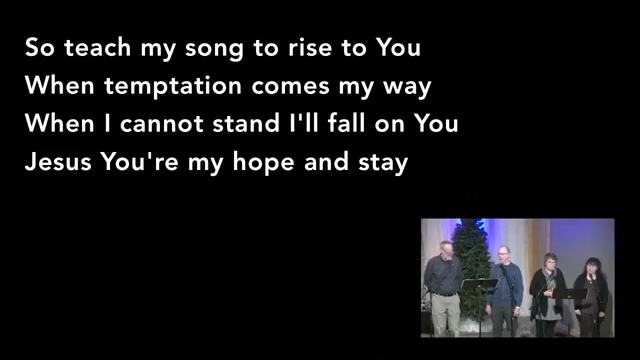 So teach my song to rise to You
When temptation comes my way
When I cannot stand I'll fall on You
Jesus You're my hope and stay